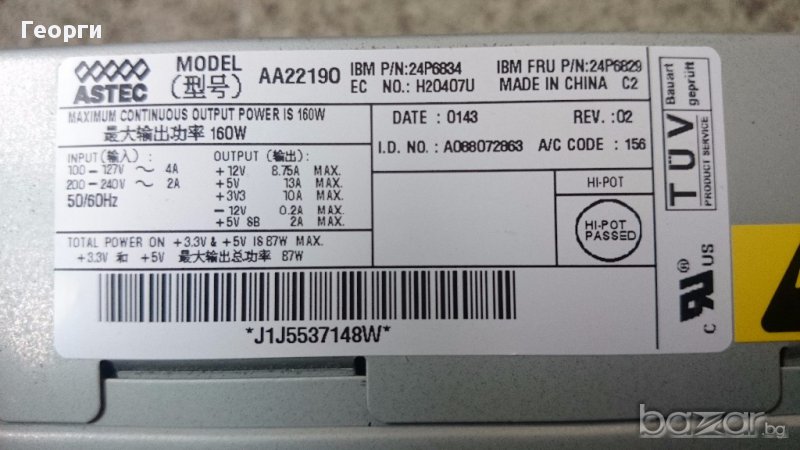 Георги
ASTEC
MODEL
(型号)
AA22190
IBM P/N:24P6834
EC NO.: H20407U
IBM FRU P/N:24P6829
MADE IN CHINA C2
MAXIMUM CONTINUOUS OUTPUT POWER IS 160W
最大输出功率 160W
DATE : 0143
REV. : 02
I.D. NO. : A088072863
A/C CODE : 156
INPUT (输入) :
100 – 127V ~ 4A
200 – 240V ~ 2A
50/60Hz
OUTPUT (输出):
+12V 8.75A MAX.
+5V 13A MAX.
+3V3 10A MAX.
– 12V 0.2A MAX.
+5V SB 2A MAX.
HI-POT
HI-POT
PASSED
TOTAL POWER ON +3.3V & +5V IS 87W MAX.
+3.3V 和 +5V 最大输出总功率 87W
*J1J5537148W*
TÜV
Bauart
geprüft
PRODUCT SERVICE
C UR ® US
bazar.bg